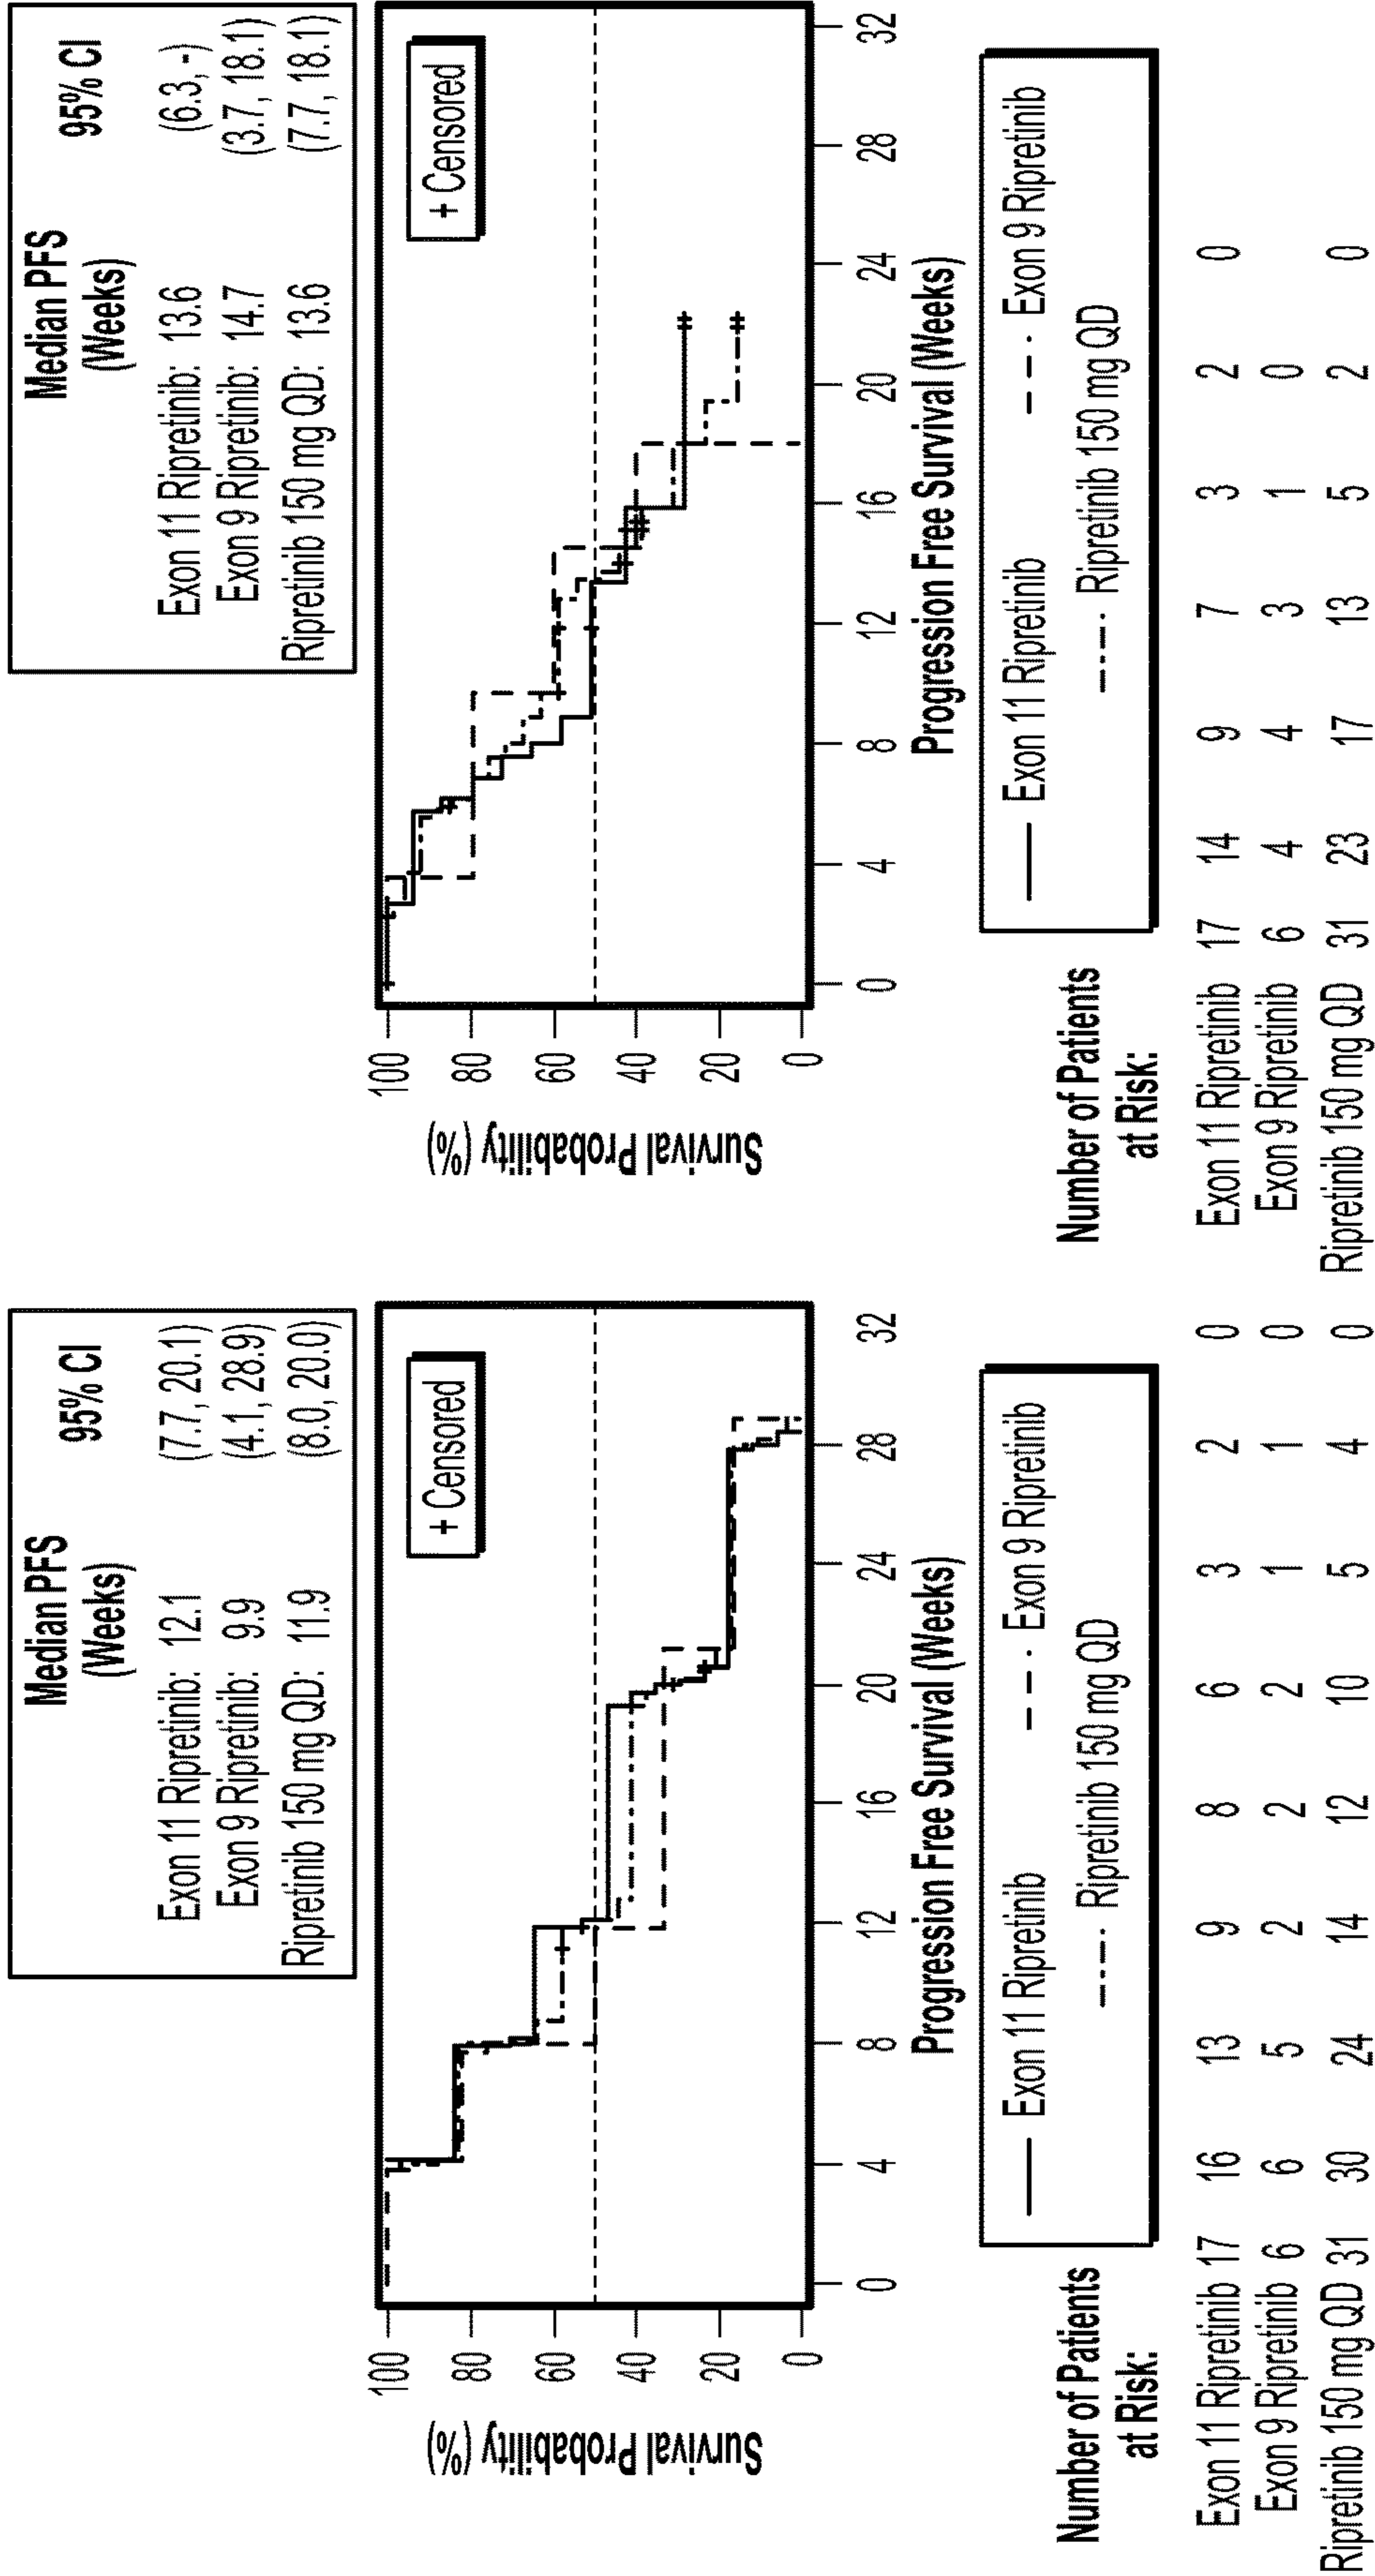 Median PFS
(Weeks)
95% CI
Exon 11 Ripretinib: 12.1 (7.7, 20.1)
Exon 9 Ripretinib: 9.9 (4.1, 28.9)
Ripretinib 150 mg QD: 11.9 (8.0, 20.0)
Survival Probability (%)
100
80
60
40
20
0
+ Censored
0 4 8 12 16 20 24 28 32
Progression Free Survival (Weeks)
Exon 11 Ripretinib
Exon 9 Ripretinib
Ripretinib 150 mg QD
Number of Patients
at Risk:
Exon 11 Ripretinib 17 16 13 9 8 6 3 2 0
Exon 9 Ripretinib 6 6 5 2 2 2 1 1 0
Ripretinib 150 mg QD 31 30 24 14 12 10 5 4 0
Median PFS
(Weeks)
95% CI
Exon 11 Ripretinib: 13.6 (6.3, -)
Exon 9 Ripretinib: 14.7 (3.7, 18.1)
Ripretinib 150 mg QD: 13.6 (7.7, 18.1)
Survival Probability (%)
100
80
60
40
20
0
+ Censored
0 4 8 12 16 20 24 28 32
Progression Free Survival (Weeks)
Exon 11 Ripretinib
Exon 9 Ripretinib
Ripretinib 150 mg QD
Number of Patients
at Risk:
Exon 11 Ripretinib 17 14 9 7 3 2 0
Exon 9 Ripretinib 6 4 4 3 1 0
Ripretinib 150 mg QD 31 23 17 13 5 2 0